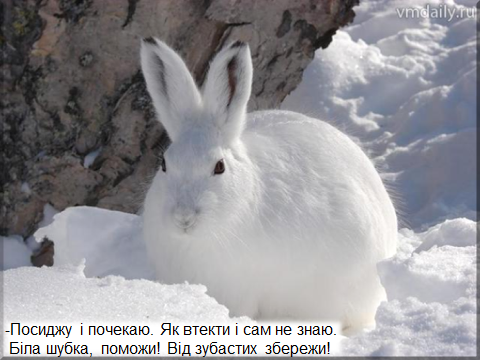 vmdaily.ru
-Посиджу і почекаю. Як втекти і сам не знаю.
Біла шубка, поможи! Від зубастих збережи!